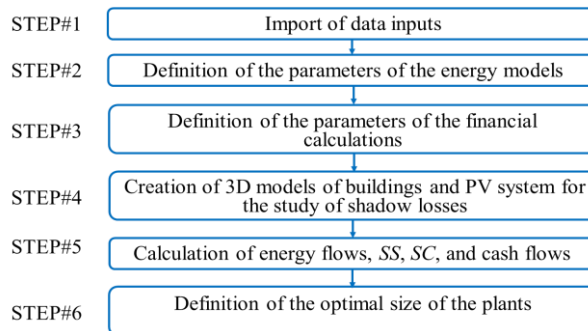 STEP#1
Import of data inputs
STEP#2
Definition of the parameters of the energy models
STEP#3
Definition of the parameters of the financial
calculations
STEP#4
Creation of 3D models of buildings and PV system for
the study of shadow losses
STEP#5
Calculation of energy flows, SS, SC, and cash flows
STEP#6
Definition of the optimal size of the plants